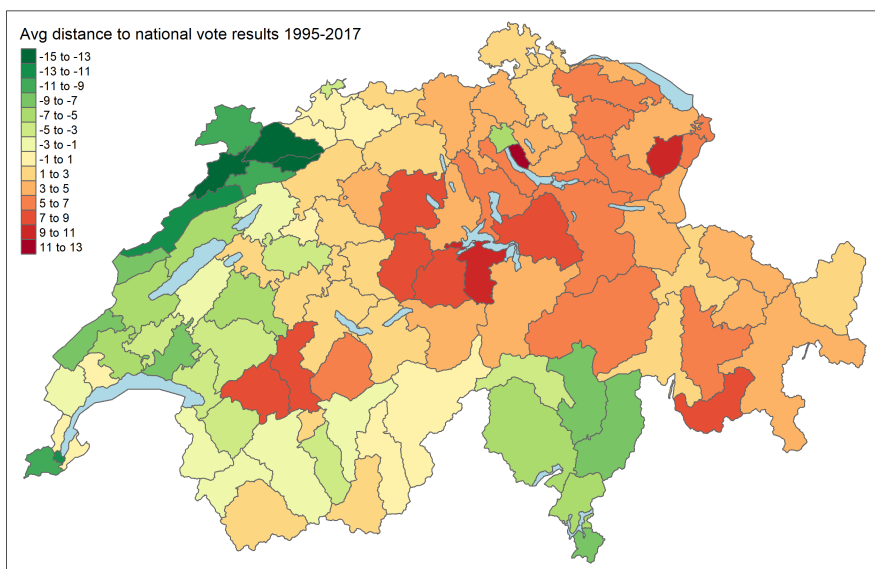 Avg distance to national vote results 1995-2017
-15 to -13
-13 to -11
-11 to -9
-9 to -7
-7 to -5
-5 to -3
-3 to -1
-1 to 1
1 to 3
3 to 5
5 to 7
7 to 9
9 to 11
11 to 13